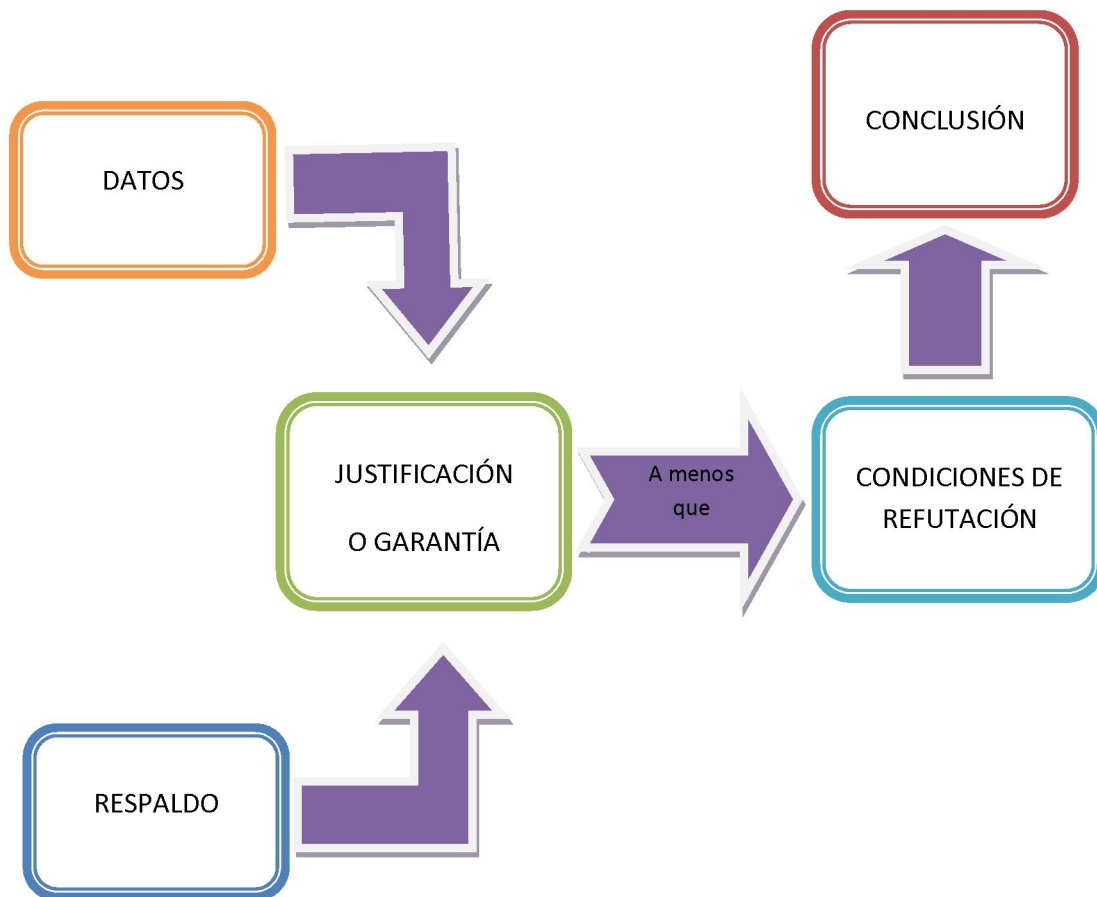 CONCLUSIÓN
DATOS
JUSTIFICACIÓN
O GARANTÍA
A menos
que
CONDICIONES DE
REFUTACIÓN
RESPALDO